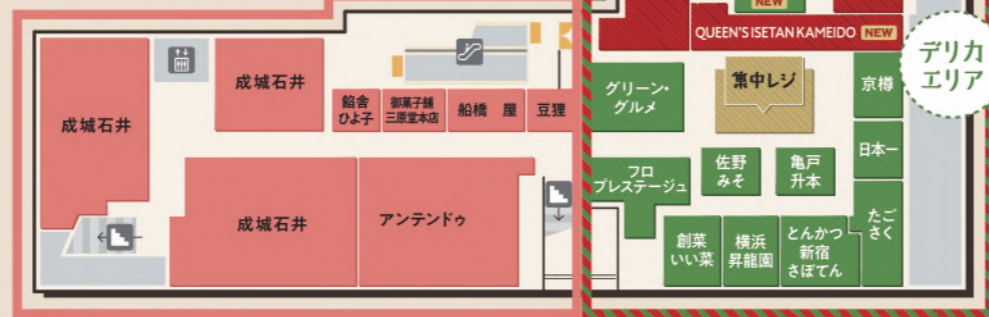 NEW
QUEEN'S ISETAN KAMEIDO NEW
デリカ
エリア
成城石井
成城石井
餡舎
ひよ子
御菓子舗
三原堂本店
船橋 屋
豆狸
グリーン・
グルメ
集中レジ
京樽
日本一
成城石井
アンテンドゥ
フロ
プレステージュ
佐野
みそ
亀戸
升本
たご
さく
創菜
いい菜
横浜
昇龍園
とんかつ
新宿
さぼてん